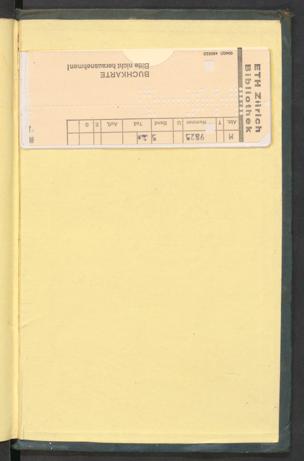 ETH Zürich
Bibliothek
BUCHKARTE
Bitte nicht herausnehmen!
Abt. T Nummer U Band Teil Aufl. E G
M 9825